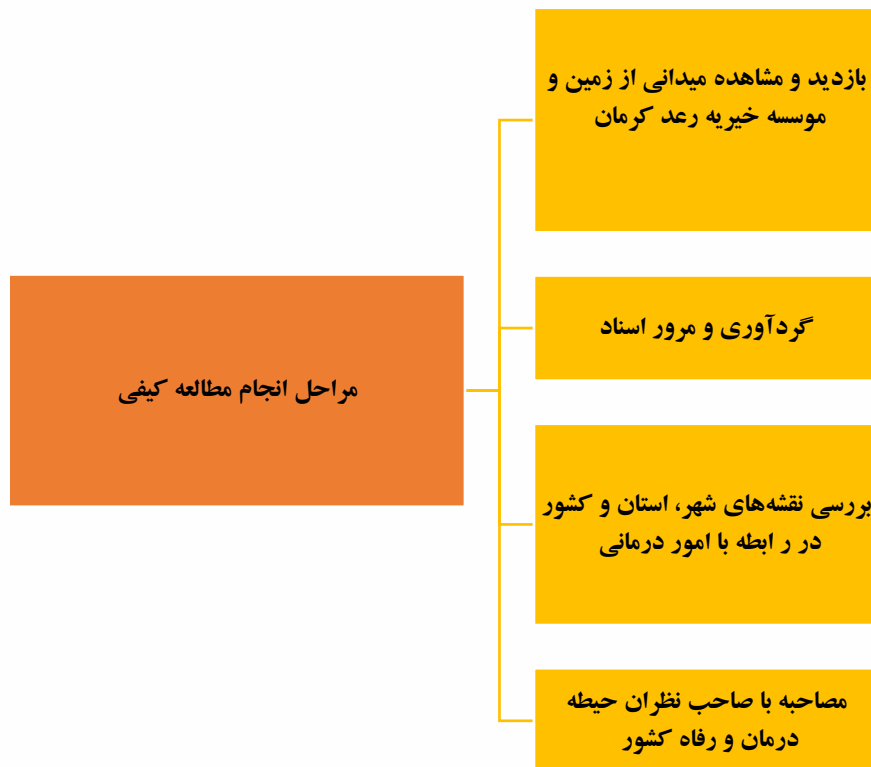 بازدید و مشاهده میدانی از زمین و
موسسه خیریه رعد کرمان
گردآوری و مرور اسناد
مراحل انجام مطالعه کیفی
بررسی نقشه‌های شهر، استان و کشور
در ر ابطه با امور درمانی
مصاحبه با صاحب نظران حیطه
درمان و رفاه کشور